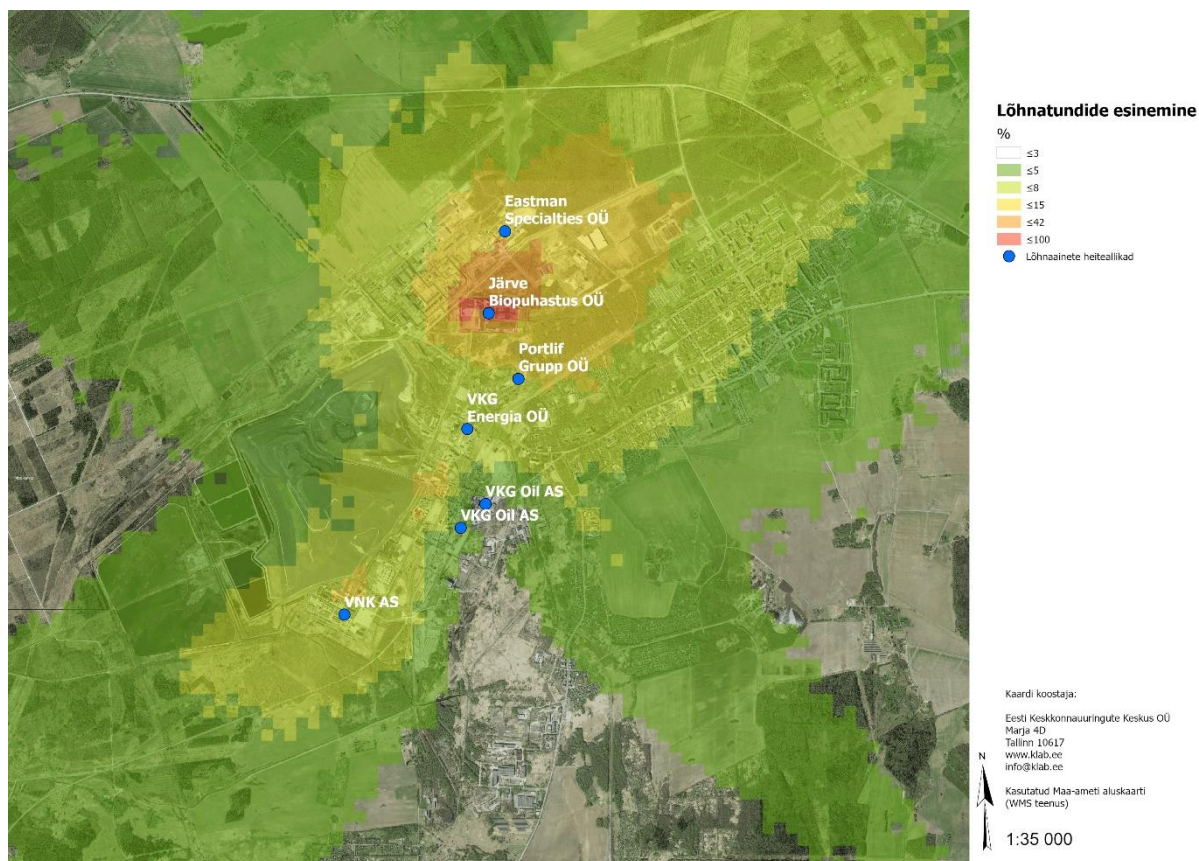 Eastman
Specialties OÜ
Järve
Biopuhastus OÜ
Portlif
Grupp OÜ
VKG
Energia OÜ
VKG Oil AS
VKG Oil AS
VNK AS
Lõhnatundide esinemine
%
≤3
≤5
≤8
≤15
≤42
≤100
Lõhnaainete heiteallikad
Kaardi koostaja:
Eesti Keskkonnauuringute Keskus OÜ
Marja 4D
Tallinn 10617
www.klab.ee
info@klab.ee
N
Kasutatud Maa-ameti aluskaarti
(WMS teenus)
1:35 000